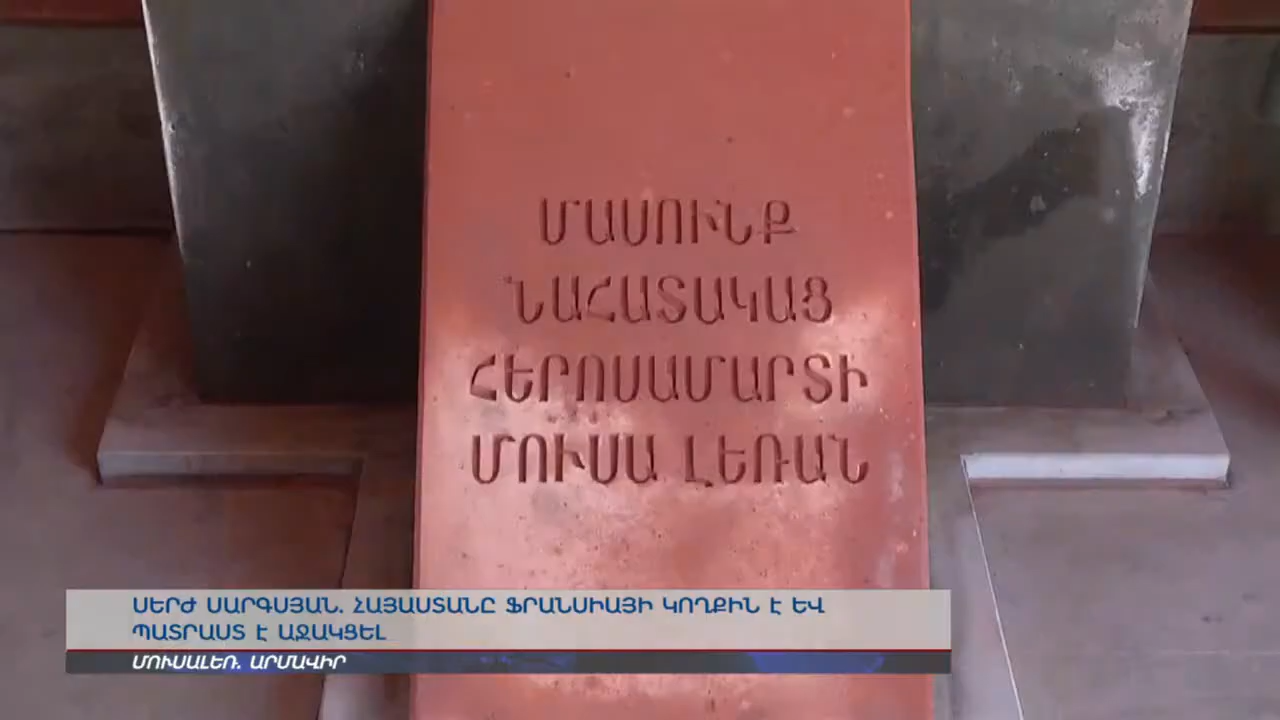 ՄԱՍՈՒՆՔ
ՆԱՀԱՏԱԿԱՑ
ՀԵՐՈՍԱՄԱՐՏԻ
ՄՈՒՍԱ ԼԵՌԱՆ
ՍԵՐԺ ՍԱՐԳՍՅԱՆ. ՀԱՅԱՍՏԱՆԸ ՖՐԱՆՍԻԱՅԻ ԿՈՂՔԻՆ Է ԵՎ
ՊԱՏՐԱՍՏ Է ԱՋԱԿՑԵԼ
ՄՈՒՍԱԼԵՌ. ԱՐՄԱՎԻՐ